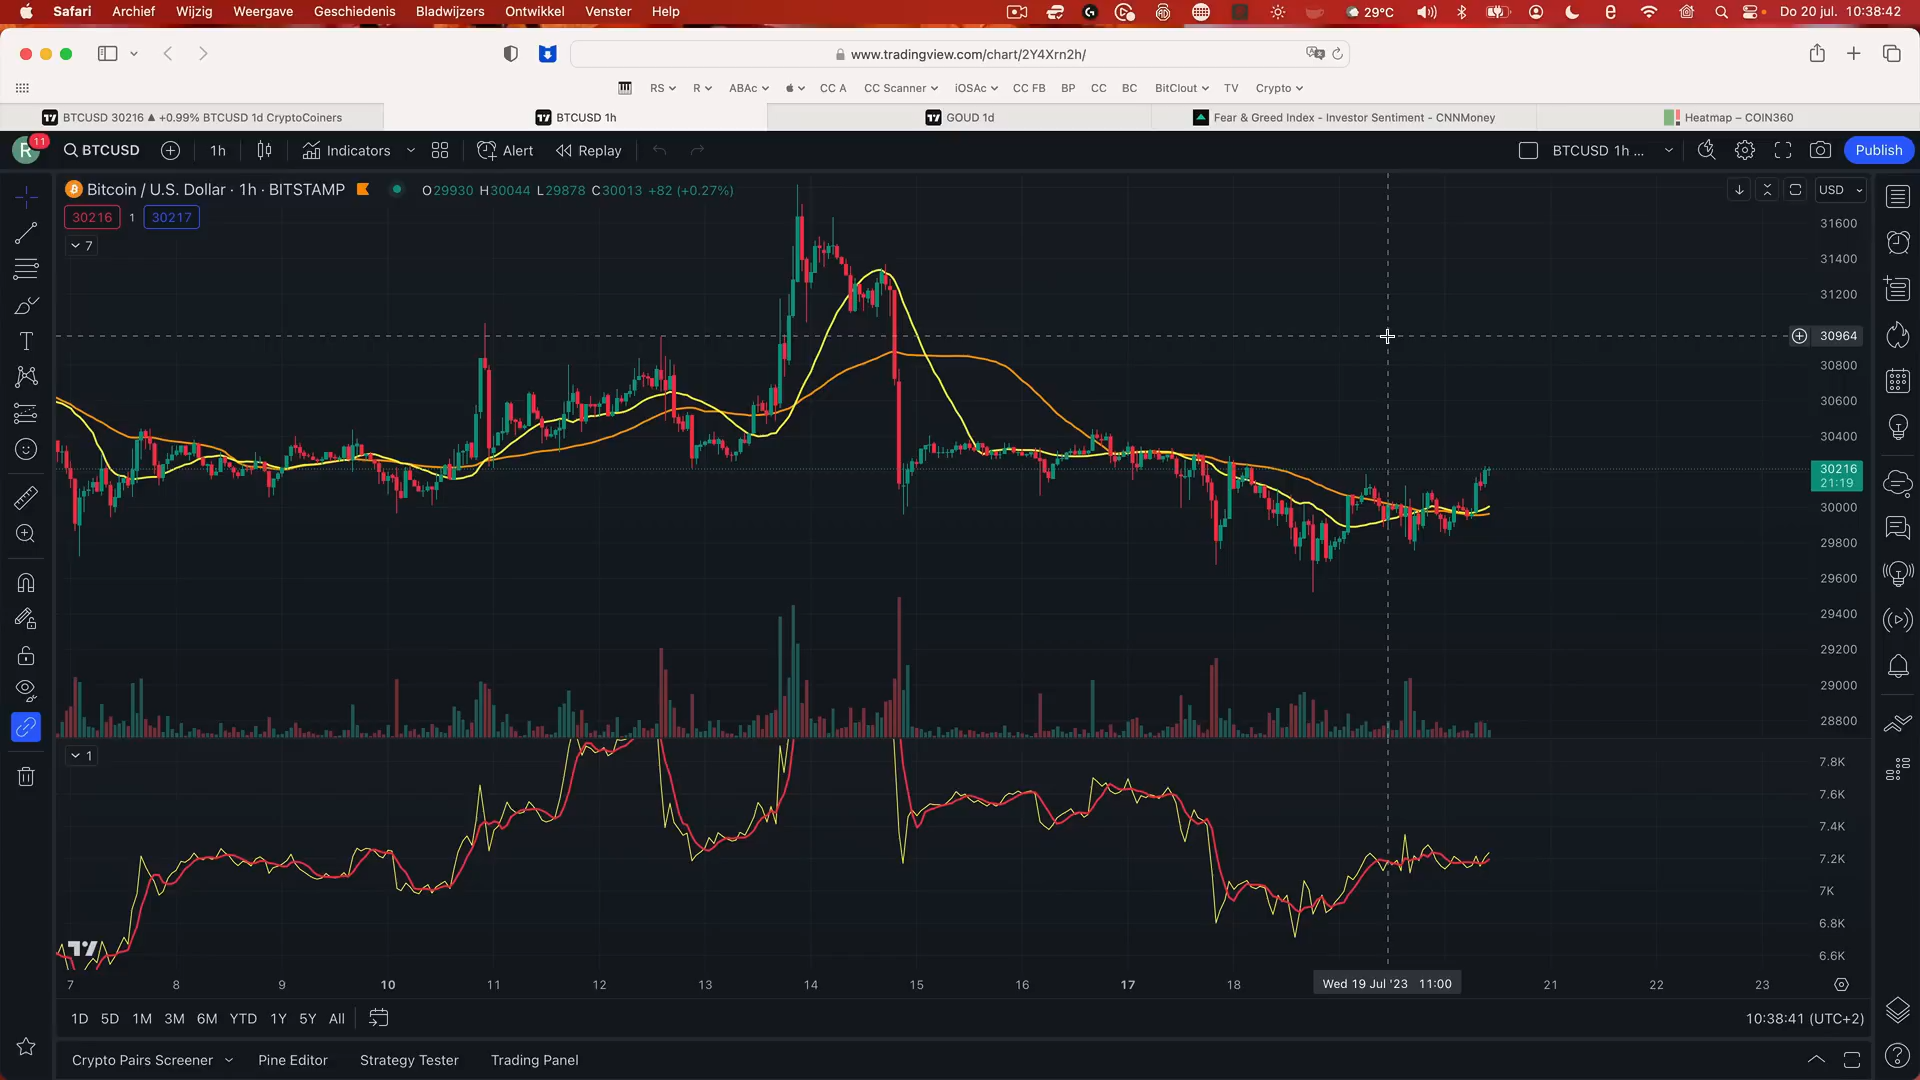 Safari Archief Wijzig Weergave Geschiedenis Bladwijzers Ontwikkel Venster Help 29°C Do 20 jul. 10:38:42
www.tradingview.com/chart/2Y4Xrn2h/
RS R ABAc CC A CC Scanner iOSAc CC FB BP CC BC BitClout TV Crypto
BTCUSD 30216 ▲ +0.99% BTCUSD 1d CryptoCoiners BTCUSD 1h GOUD 1d Fear & Greed Index - Investor Sentiment - CNNMoney Heatmap – COIN360
R 11 BTCUSD 1h Indicators Alert Replay BTCUSD 1h ... Publish
Bitcoin / U.S. Dollar · 1h · BITSTAMP O29930 H30044 L29878 C30013 +82 (+0.27%) USD
30216 1 30217
7
31600
31400
31200
30964
30800
30600
30400
30216
21:19
30000
29800
29600
29400
29200
29000
28800
1
7.8K
7.6K
7.4K
7.2K
7K
6.8K
6.6K
7 8 9 10 11 12 13 14 15 16 17 18 Wed 19 Jul '23 11:00 21 22 23
1D 5D 1M 3M 6M YTD 1Y 5Y All 10:38:41 (UTC+2)
Crypto Pairs Screener Pine Editor Strategy Tester Trading Panel